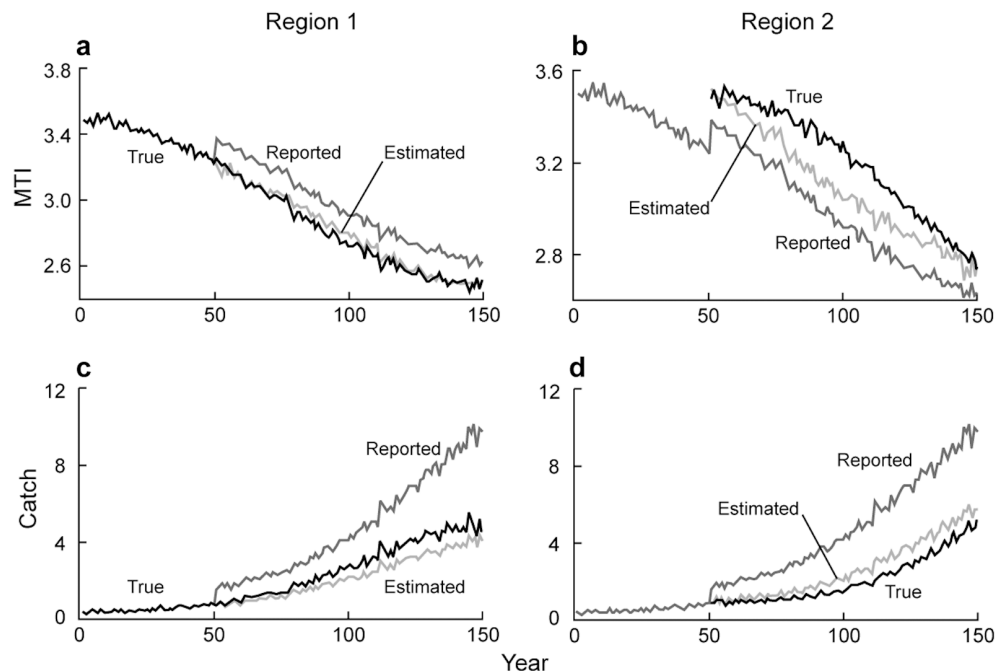 Region 1
Region 2
a
b
MTI
3.8
3.4
3.0
2.6
True
Reported
Estimated
0
50
100
150
3.6
3.2
2.8
True
Estimated
Reported
0
50
100
150
c
d
Catch
12
8
4
0
Reported
True
Estimated
0
50
100
150
12
8
4
0
Reported
Estimated
True
0
50
100
150
Year